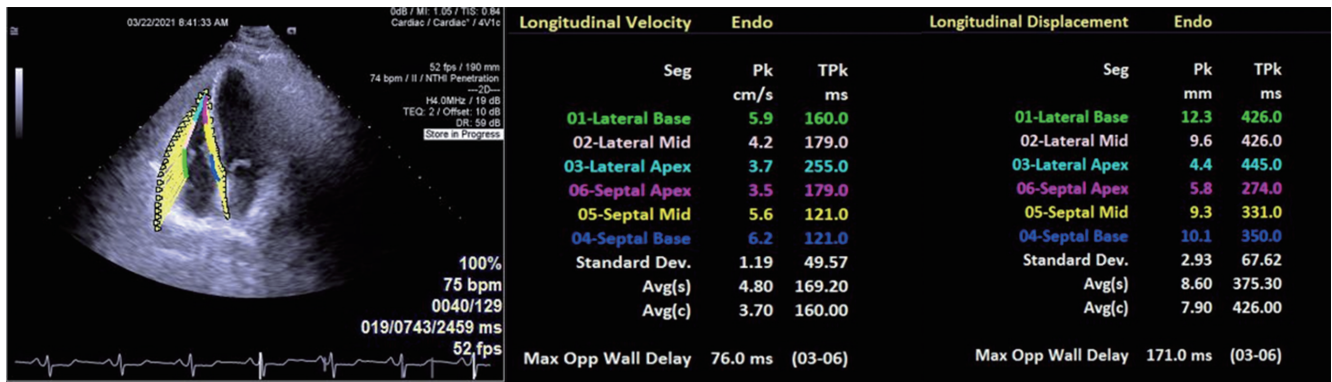 03/22/2021 8:41:33 AM
0dB / MI: 1.05 / TIS: 0.84
Cardiac / Cardiac* / 4V1c
52 fps / 190 mm
74 bpm / II / NTHI Penetration
---2D---
H4.0MHz / 19 dB
TEQ: 2 / Offset: 10 dB
DR: 59 dB
Store in Progress
100%
75 bpm
0040/129
019/0743/2459 ms
52 fps
Longitudinal Velocity Endo
Seg Pk TPk
cm/s ms
01-Lateral Base 5.9 160.0
02-Lateral Mid 4.2 179.0
03-Lateral Apex 3.7 255.0
06-Septal Apex 3.5 179.0
05-Septal Mid 5.6 121.0
04-Septal Base 6.2 121.0
Standard Dev. 1.19 49.57
Avg(s) 4.80 169.20
Avg(c) 3.70 160.00
Max Opp Wall Delay 76.0 ms (03-06)
Longitudinal Displacement Endo
Seg Pk TPk
mm ms
01-Lateral Base 12.3 426.0
02-Lateral Mid 9.6 426.0
03-Lateral Apex 4.4 445.0
06-Septal Apex 5.8 274.0
05-Septal Mid 9.3 331.0
04-Septal Base 10.1 350.0
Standard Dev. 2.93 67.62
Avg(s) 8.60 375.30
Avg(c) 7.90 426.00
Max Opp Wall Delay 171.0 ms (03-06)